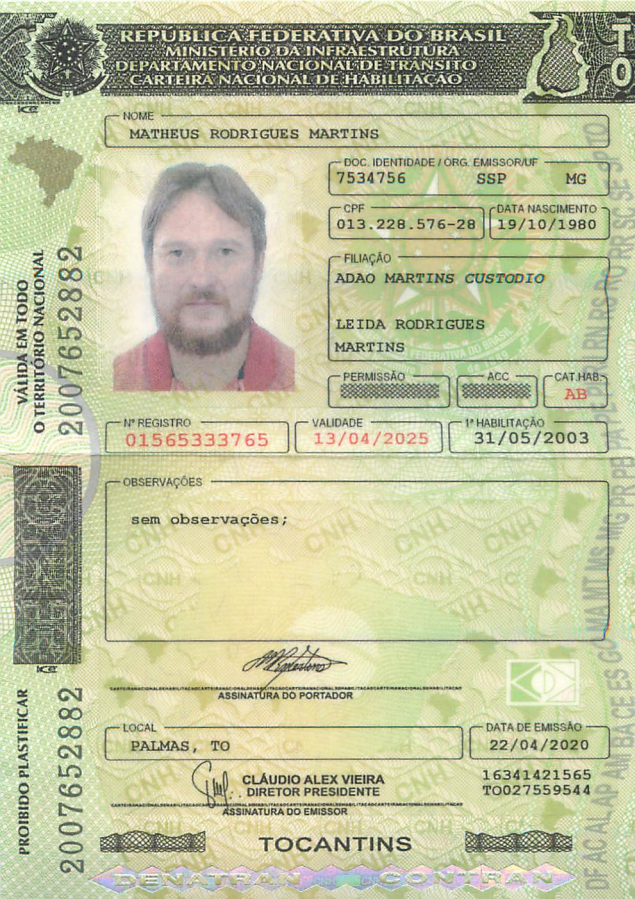 REPÚBLICA FEDERATIVA DO BRASIL
MINISTÉRIO DA INFRAESTRUTURA
DEPARTAMENTO NACIONAL DE TRÂNSITO
CARTEIRA NACIONAL DE HABILITAÇÃO
TO
NOME
MATHEUS RODRIGUES MARTINS
DOC. IDENTIDADE / ORG. EMISSOR/UF
7534756 SSP MG
CPF DATA NASCIMENTO
013.228.576-28 19/10/1980
FILIAÇÃO
ADAO MARTINS CUSTODIO
LEIDA RODRIGUES
MARTINS
PERMISSÃO ACC CAT.HAB.
AB
Nº REGISTRO VALIDADE 1ª HABILITAÇÃO
01565333765 13/04/2025 31/05/2003
VÁLIDA EM TODO
O TERRITÓRIO NACIONAL
2007652882
OBSERVAÇÕES
sem observações;
ASSINATURA DO PORTADOR
LOCAL DATA DE EMISSÃO
PALMAS, TO 22/04/2020
CLÁUDIO ALEX VIEIRA
DIRETOR PRESIDENTE
16341421565
TO027559544
ASSINATURA DO EMISSOR
PROIBIDO PLASTIFICAR
2007652882
TOCANTINS
DENATRAN CONTRAN